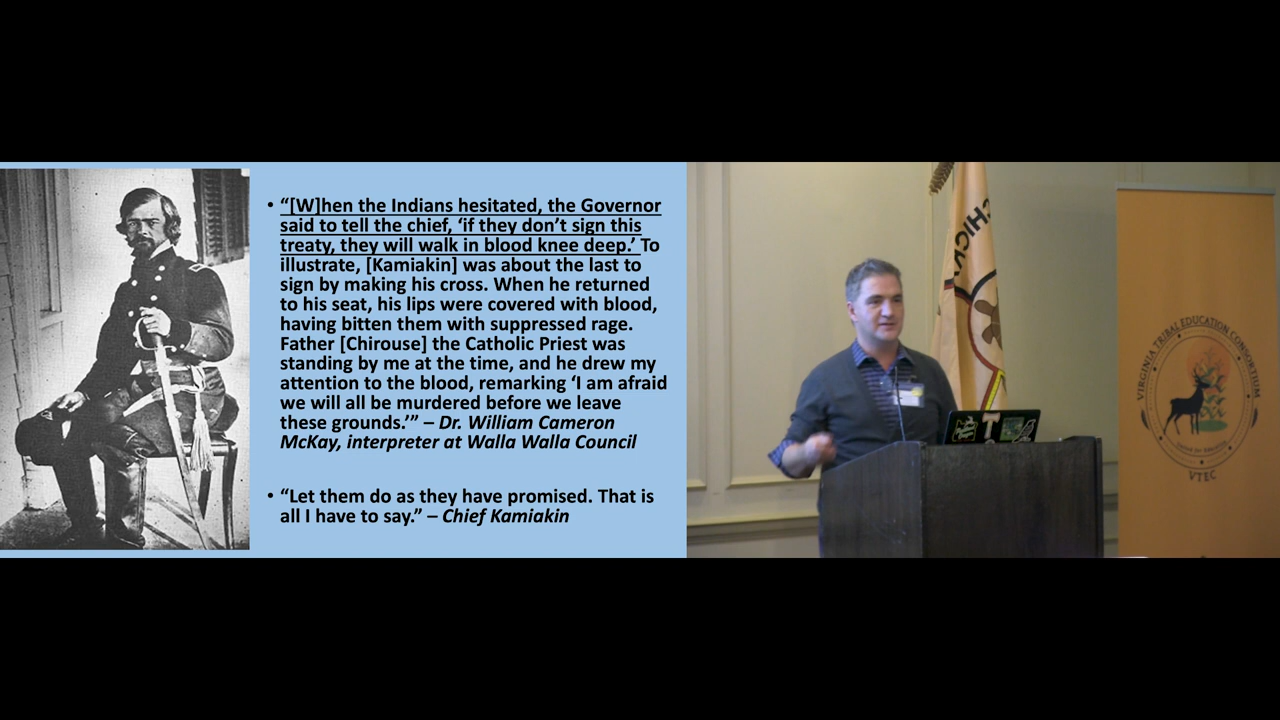 • “[W]hen the Indians hesitated, the Governor
said to tell the chief, ‘if they don’t sign this
treaty, they will walk in blood knee deep.’ To
illustrate, [Kamiakin] was about the last to
sign by making his cross. When he returned
to his seat, his lips were covered with blood,
having bitten them with suppressed rage.
Father [Chirouse] the Catholic Priest was
standing by me at the time, and he drew my
attention to the blood, remarking ‘I am afraid
we will all be murdered before we leave
these grounds.’” – Dr. William Cameron
McKay, interpreter at Walla Walla Council
• “Let them do as they have promised. That is
all I have to say.” – Chief Kamiakin
CHICK
T
VIRGINIA TRIBAL EDUCATION CONSORTIUM
VTEC